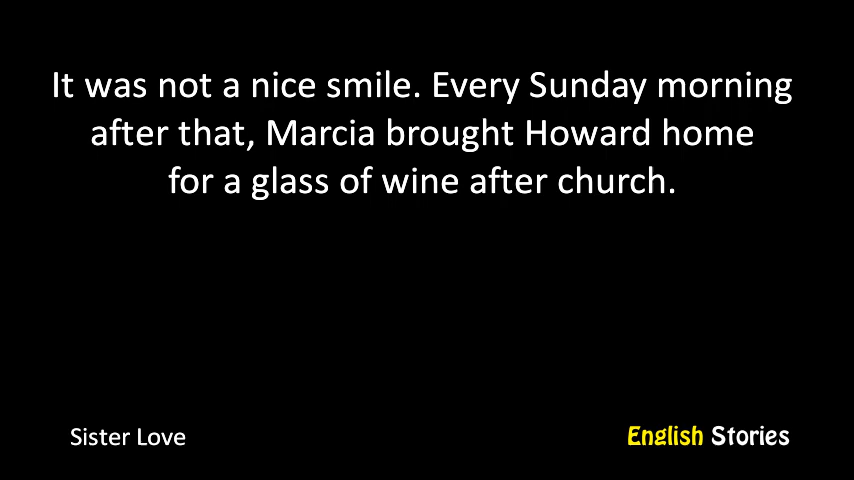 It was not a nice smile. Every Sunday morning
after that, Marcia brought Howard home
for a glass of wine after church.
Sister Love
English Stories